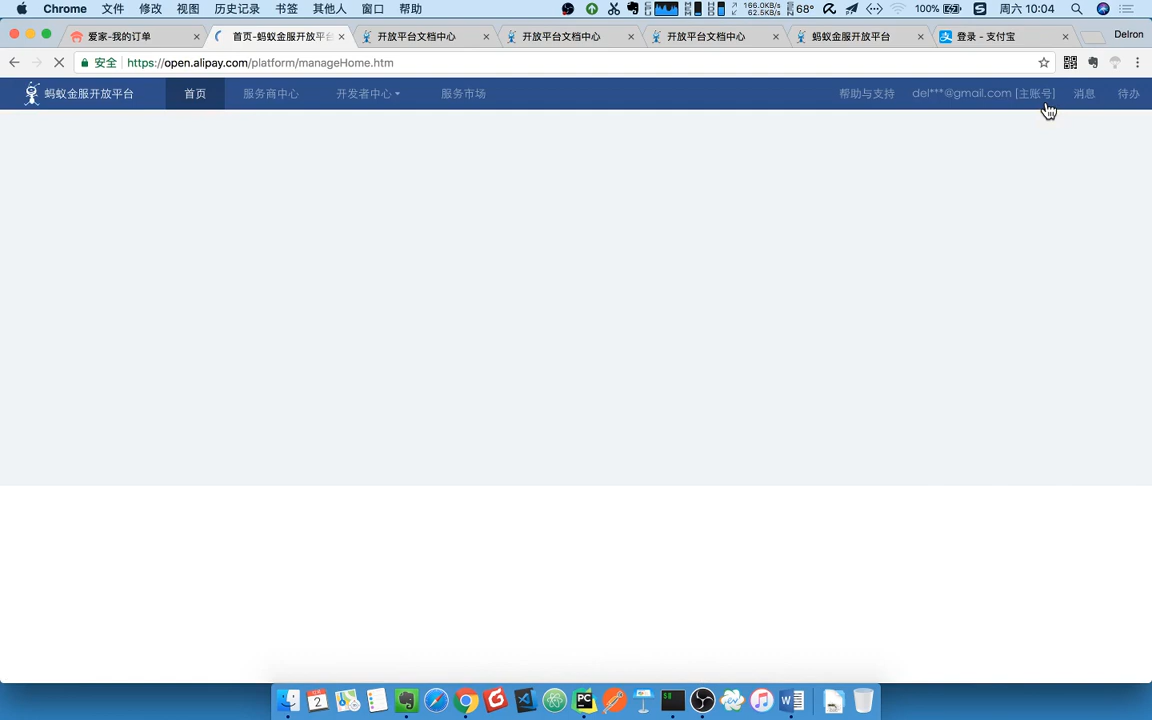 Chrome 文件 修改 视图 历史记录 书签 其他人 窗口 帮助 166.0KB/s 62.5KB/s 68° 100% 周六 10:04
爱家-我的订单 首页-蚂蚁金服开放平台 开放平台文档中心 开放平台文档中心 开放平台文档中心 蚂蚁金服开放平台 登录 - 支付宝 Delron
安全 https://open.alipay.com/platform/manageHome.htm
蚂蚁金服开放平台 首页 服务商中心 开发者中心 服务市场 帮助与支持 del***@gmail.com [主账号] 消息 待办
2
PC